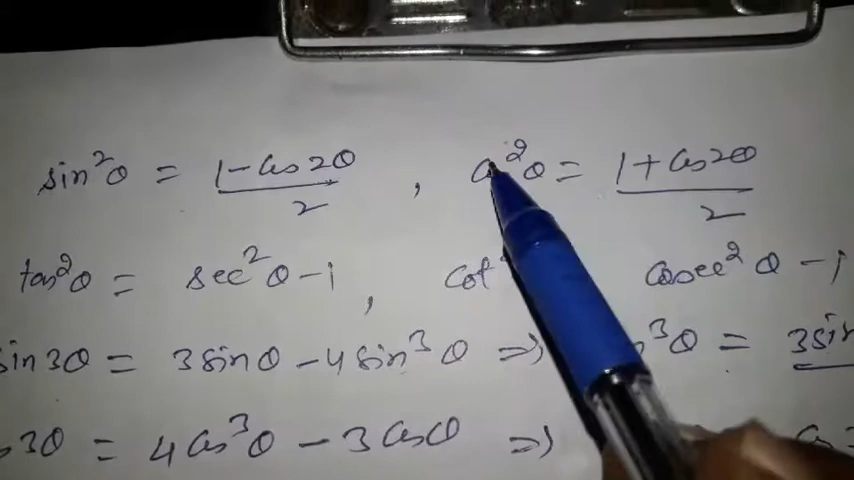 sin²θ = 1 - cos2θ / 2 , cos²θ = 1 + cos2θ / 2
tan²θ = sec²θ - 1 , cot cosec²θ - 1
sin3θ = 3sinθ - 4sin³θ ⇒ ³θ = 3sin
3θ = 4cos³θ - 3cosθ ⇒